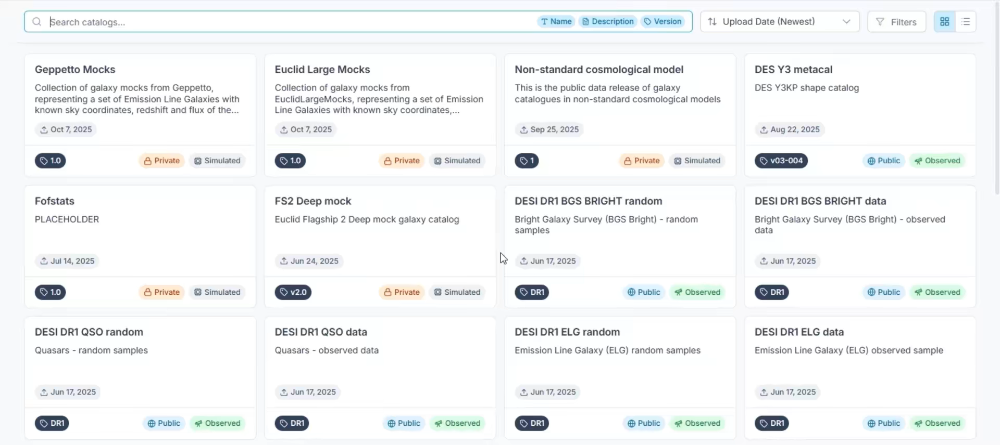 Search catalogs...
Name
Description
Version
Upload Date (Newest)
Filters
Geppetto Mocks
Collection of galaxy mocks from Geppetto,
representing a set of Emission Line Galaxies with
known sky coordinates, redshift and flux of the...
Oct 7, 2025
1.0
Private
Simulated
Euclid Large Mocks
Collection of galaxy mocks from
EuclidLargeMocks, representing a set of Emission
Line Galaxies with known sky coordinates,...
Oct 7, 2025
1.0
Private
Simulated
Non-standard cosmological model
This is the public data release of galaxy
catalogues in non-standard cosmological models
Sep 25, 2025
1
Private
Simulated
DES Y3 metacal
DES Y3KP shape catalog
Aug 22, 2025
v03-004
Public
Observed
Fofstats
PLACEHOLDER
Jul 14, 2025
1.0
Private
Simulated
FS2 Deep mock
Euclid Flagship 2 Deep mock galaxy catalog
Jun 24, 2025
v2.0
Private
Simulated
DESI DR1 BGS BRIGHT random
Bright Galaxy Survey (BGS Bright) - random
samples
Jun 17, 2025
DR1
Public
Observed
DESI DR1 BGS BRIGHT data
Bright Galaxy Survey (BGS Bright) - observed
data
Jun 17, 2025
DR1
Public
Observed
DESI DR1 QSO random
Quasars - random samples
Jun 17, 2025
DR1
Public
Observed
DESI DR1 QSO data
Quasars - observed data
Jun 17, 2025
DR1
Public
Observed
DESI DR1 ELG random
Emission Line Galaxy (ELG) random samples
Jun 17, 2025
DR1
Public
Observed
DESI DR1 ELG data
Emission Line Galaxy (ELG) observed sample
Jun 17, 2025
DR1
Public
Observed